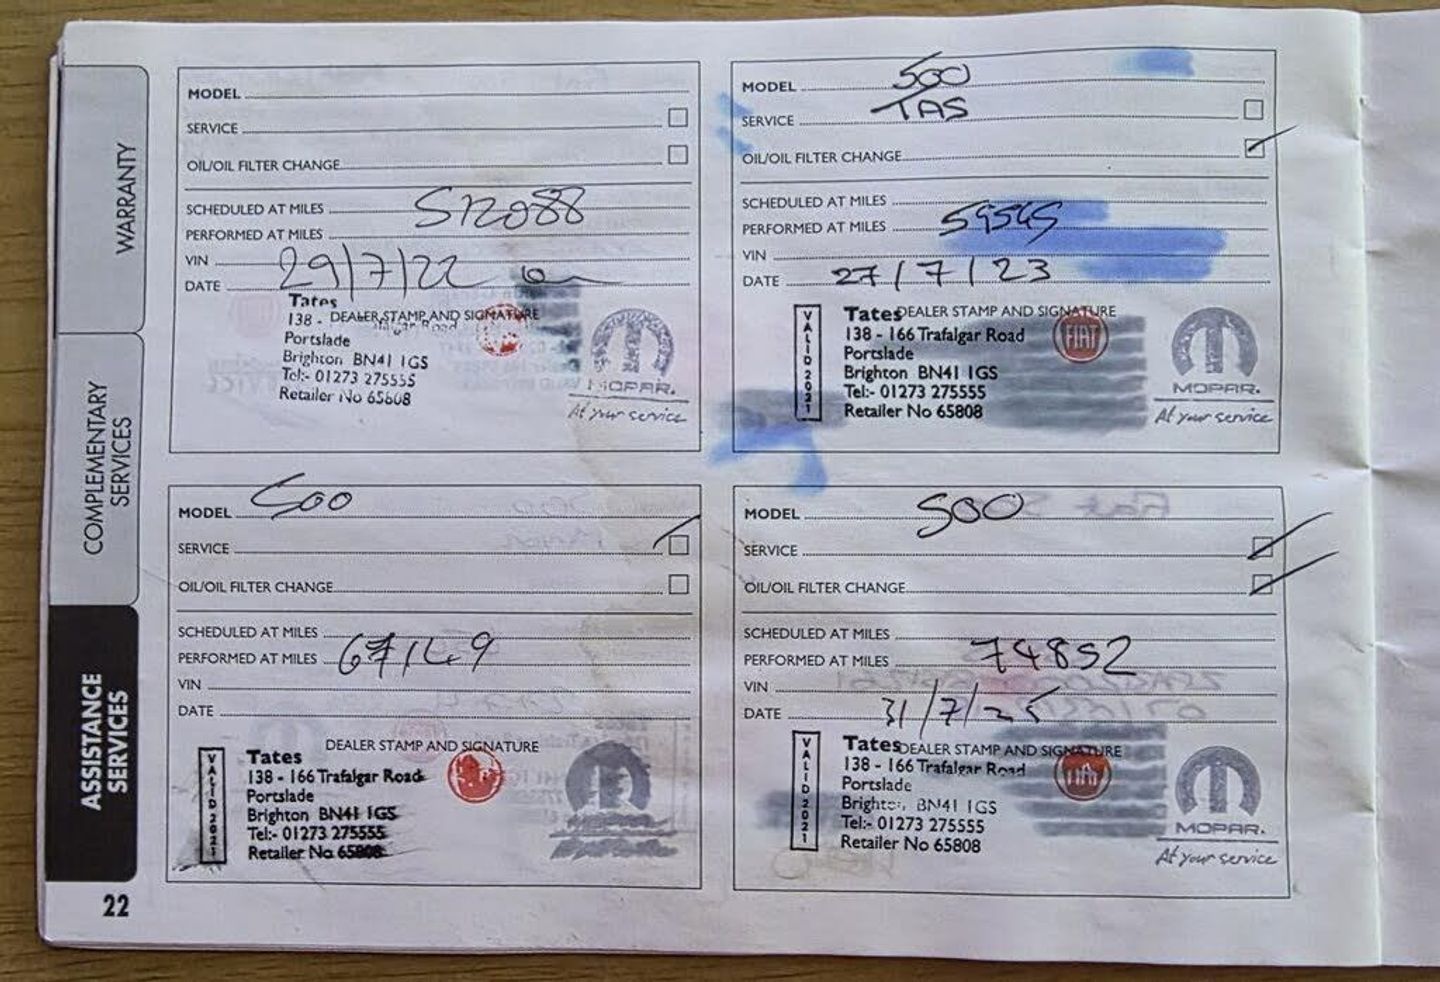 WARRANTY
COMPLEMENTARY
SERVICES
ASSISTANCE
SERVICES
22
MODEL
SERVICE
OIL/OIL FILTER CHANGE
SCHEDULED AT MILES
PERFORMED AT MILES
VIN
DATE 29/7/22
DEALER STAMP AND SIGNATURE
Tates
138 -
Portslade
Brighton BN41 1GS
Tel:- 01273 275555
Retailer No 65808
MOPAR.
At your service
MODEL 500
SERVICE TAS
OIL/OIL FILTER CHANGE
SCHEDULED AT MILES
PERFORMED AT MILES 59545
VIN
DATE 27/7/23
DEALER STAMP AND SIGNATURE
VALID 2021
Tates
138 - 166 Trafalgar Road
Portslade
Brighton BN41 1GS
Tel:- 01273 275555
Retailer No 65808
FIAT
MOPAR.
At your service
MODEL 500
SERVICE
OIL/OIL FILTER CHANGE
SCHEDULED AT MILES
PERFORMED AT MILES 67149
VIN
DATE
DEALER STAMP AND SIGNATURE
VALID 2021
Tates
138 - 166 Trafalgar Road
Portslade
Brighton BN41 1GS
Tel:- 01273 275555
Retailer No 65808
MODEL 500
SERVICE
OIL/OIL FILTER CHANGE
SCHEDULED AT MILES
PERFORMED AT MILES 74852
VIN
DATE 31/7/25
DEALER STAMP AND SIGNATURE
VALID 2021
Tates
138 - 166 Trafalgar Road
Portslade
Brighton BN41 1GS
Tel:- 01273 275555
Retailer No 65808
FIAT
MOPAR.
At your service